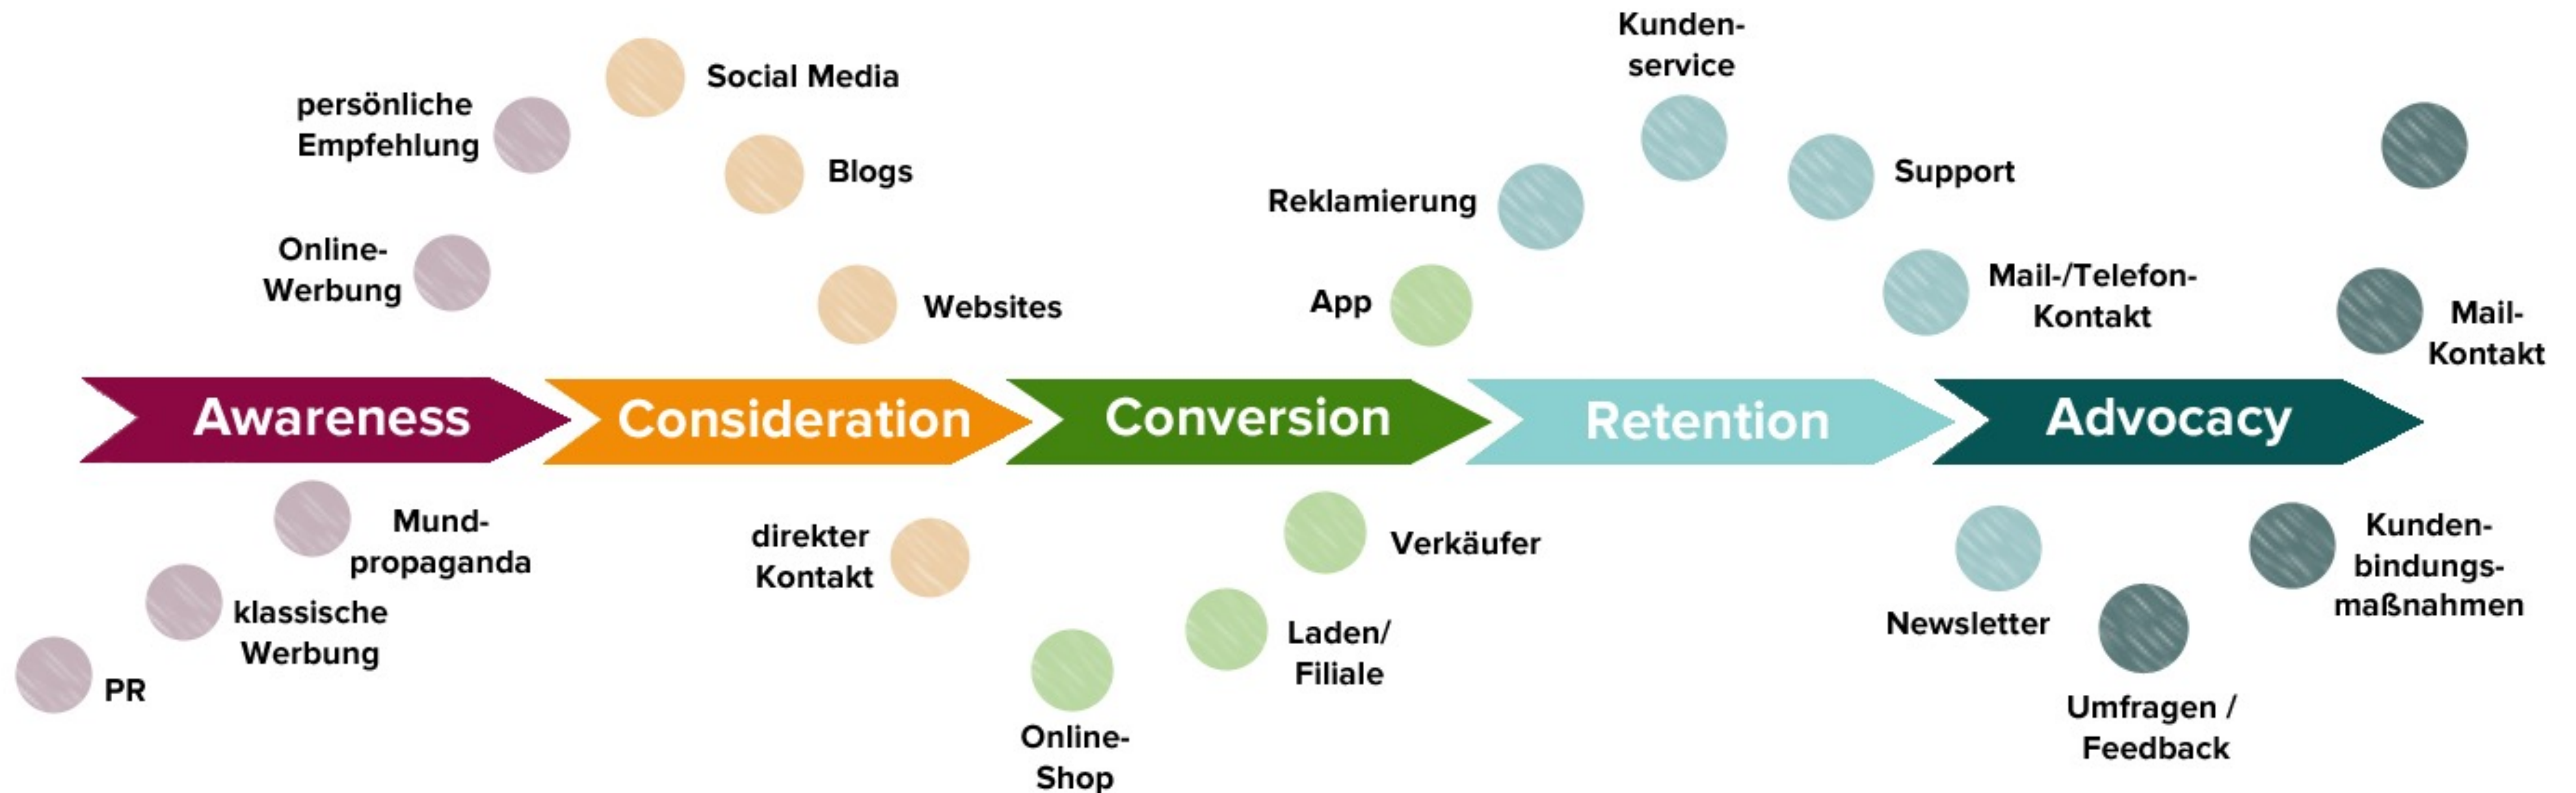 Kunden-
service
Social Media
persönliche
Empfehlung
Blogs
Support
Reklamierung
Online-
Werbung
Mail-/Telefon-
Kontakt
App
Websites
Mail-
Kontakt
Awareness
Consideration
Conversion
Retention
Advocacy
Mund-
propaganda
klassische
Werbung
PR
direkter
Kontakt
Verkäufer
Laden/
Filiale
Online-
Shop
Newsletter
Kunden-
bindungs-
maßnahmen
Umfragen /
Feedback